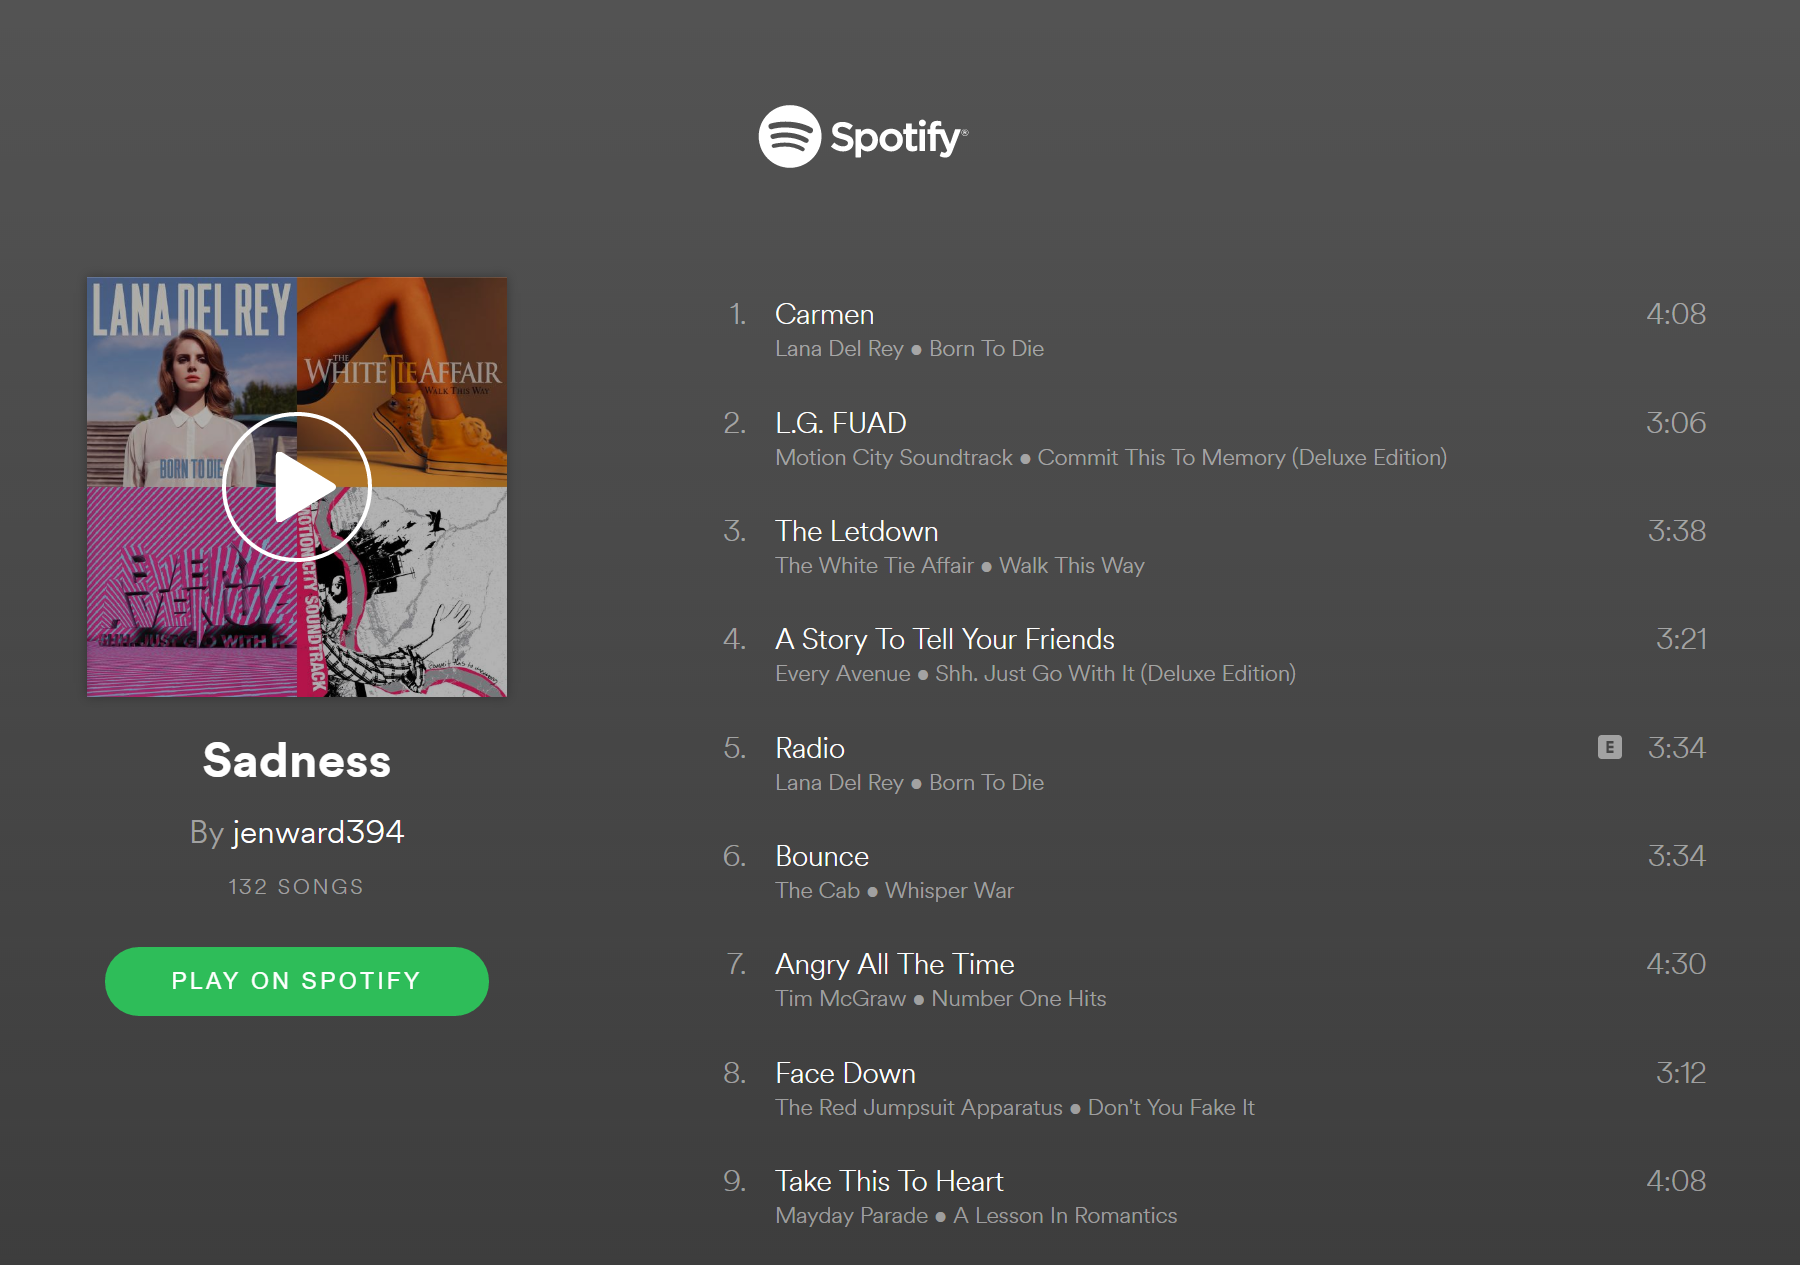 Spotify®
LANA DEL REY
BORN TO DIE
THE
WHITE TIE AFFAIR
WALK THIS WAY
MOTION CITY SOUNDTRACK
Sadness
By jenward394
132 SONGS
PLAY ON SPOTIFY
1. Carmen 4:08
Lana Del Rey ● Born To Die
2. L.G. FUAD 3:06
Motion City Soundtrack ● Commit This To Memory (Deluxe Edition)
3. The Letdown 3:38
The White Tie Affair ● Walk This Way
4. A Story To Tell Your Friends 3:21
Every Avenue ● Shh. Just Go With It (Deluxe Edition)
5. Radio E 3:34
Lana Del Rey ● Born To Die
6. Bounce 3:34
The Cab ● Whisper War
7. Angry All The Time 4:30
Tim McGraw ● Number One Hits
8. Face Down 3:12
The Red Jumpsuit Apparatus ● Don't You Fake It
9. Take This To Heart 4:08
Mayday Parade ● A Lesson In Romantics